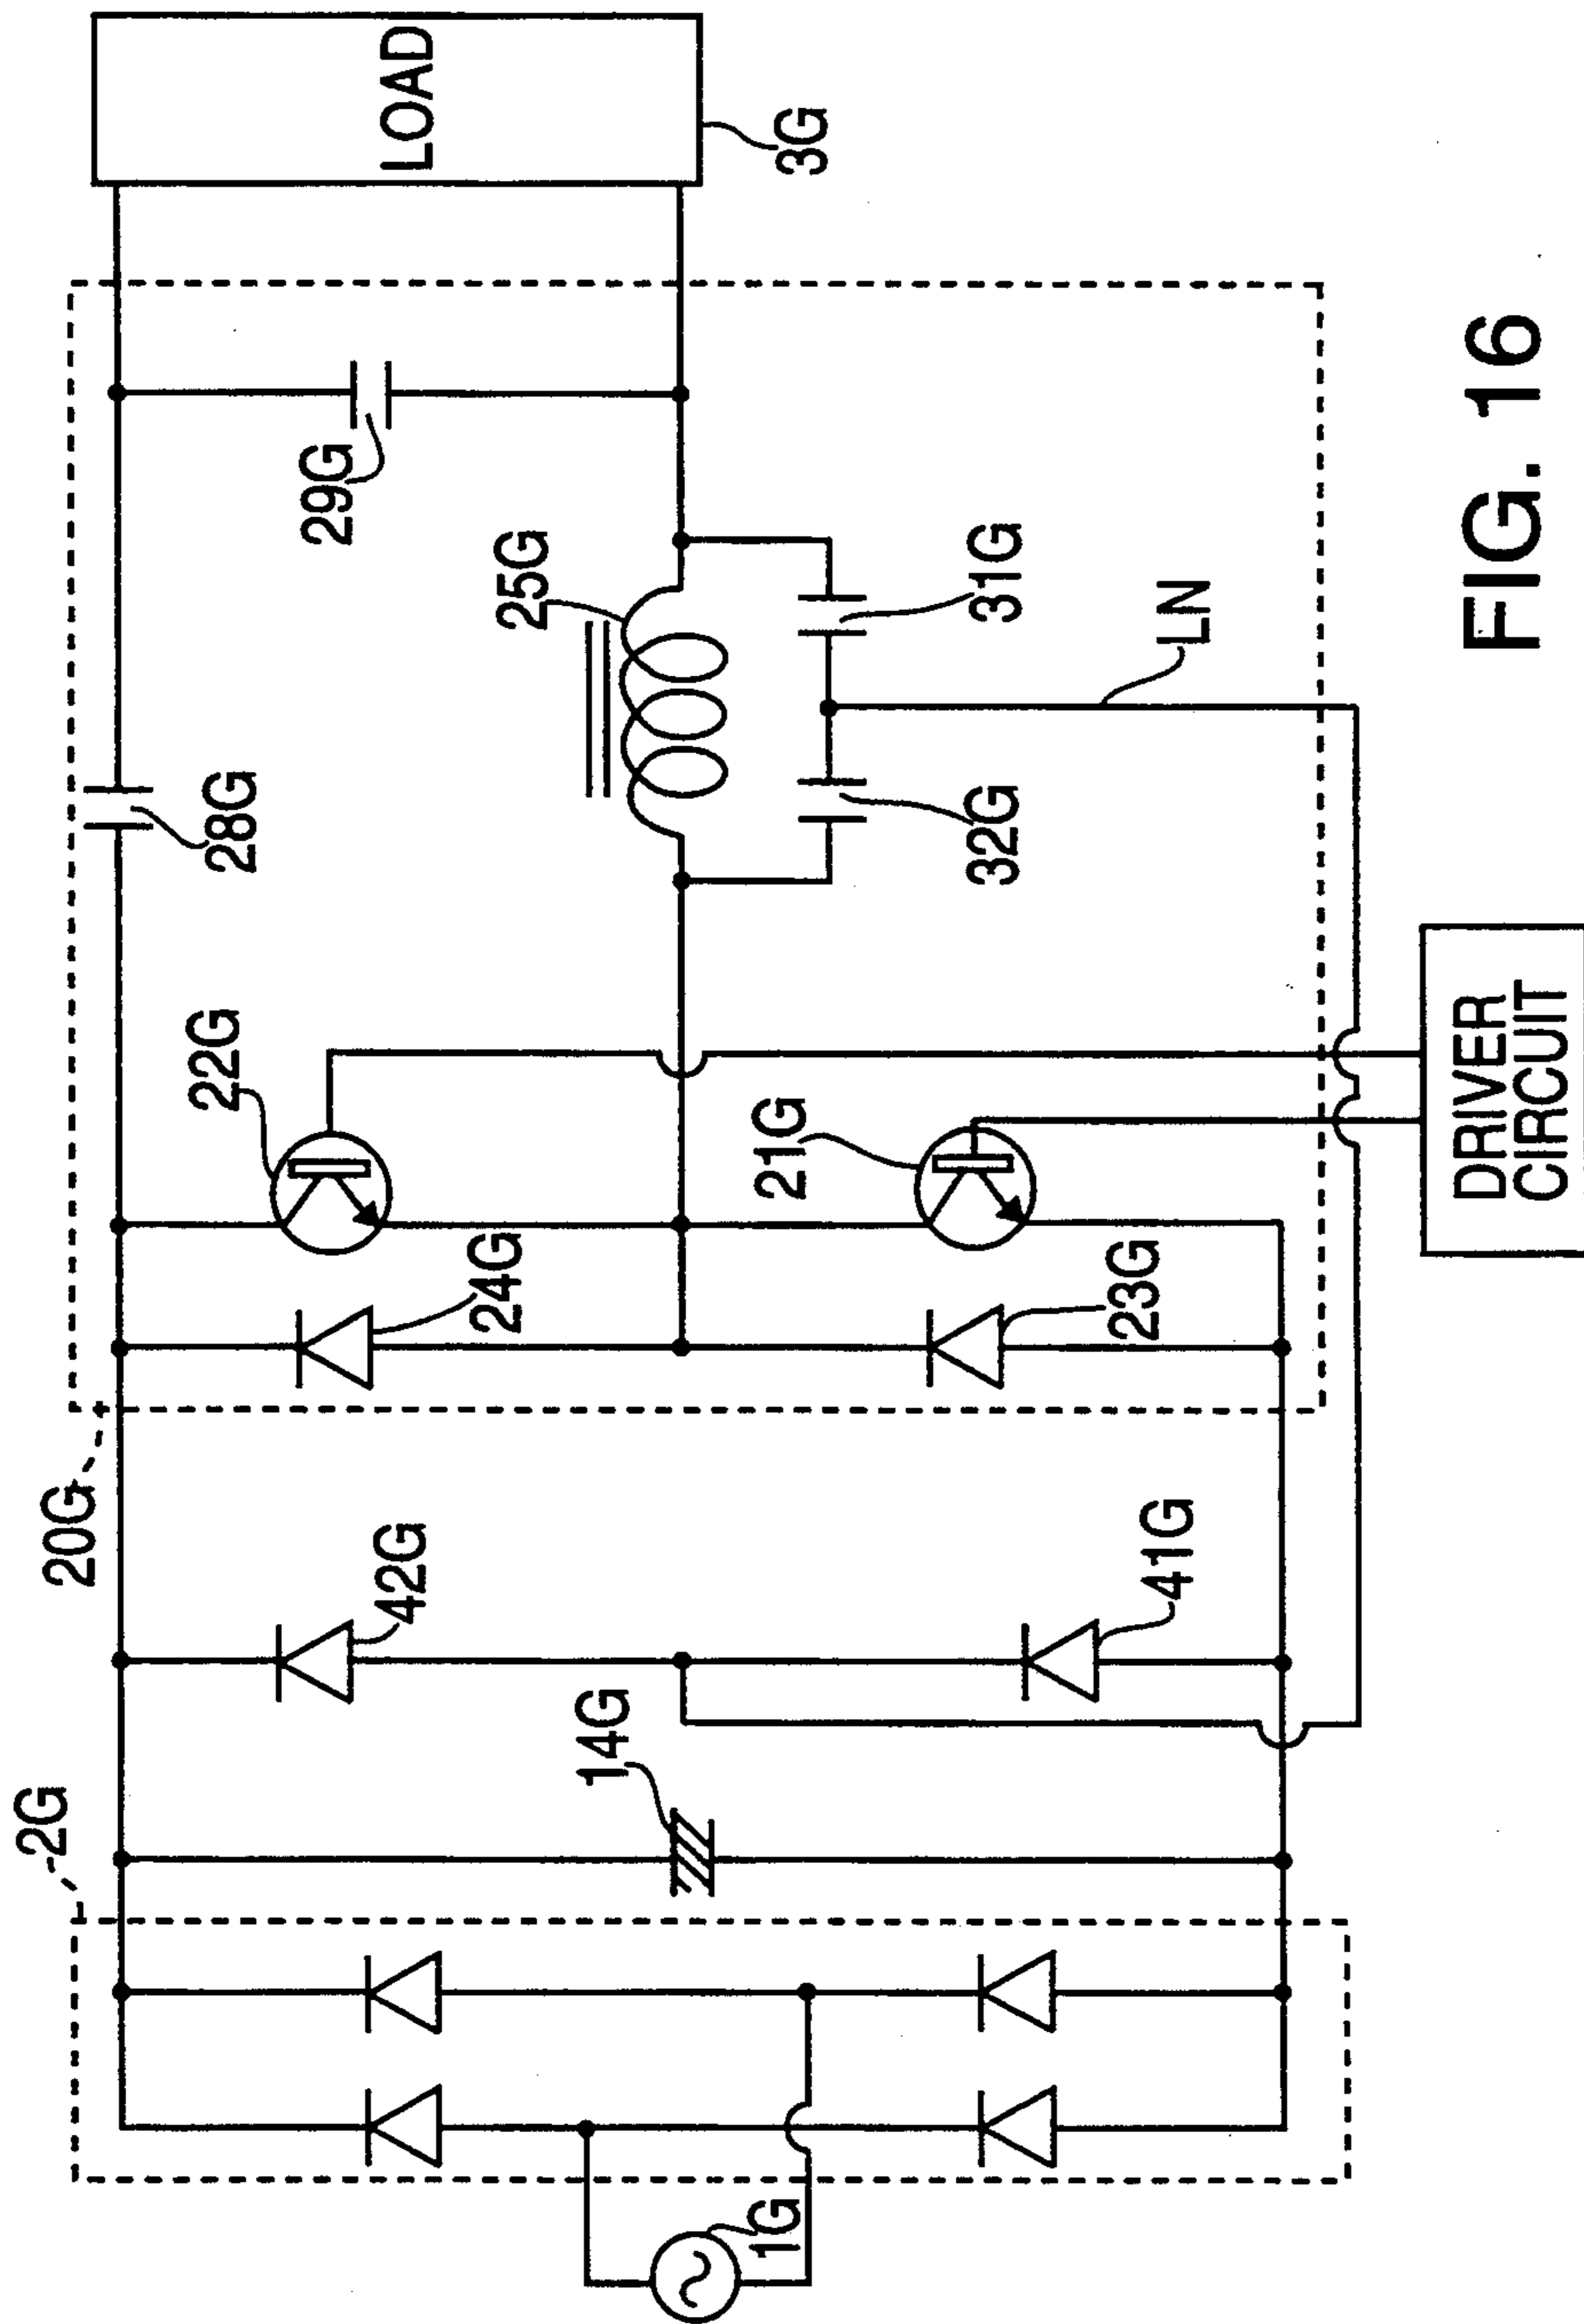 2G
20G
28G
LOAD
22G
42G
24G
29G
3G
14G
25G
1G
21G
41G
23G
32G
31G
LN
DRIVER
CIRCUIT
FIG. 16